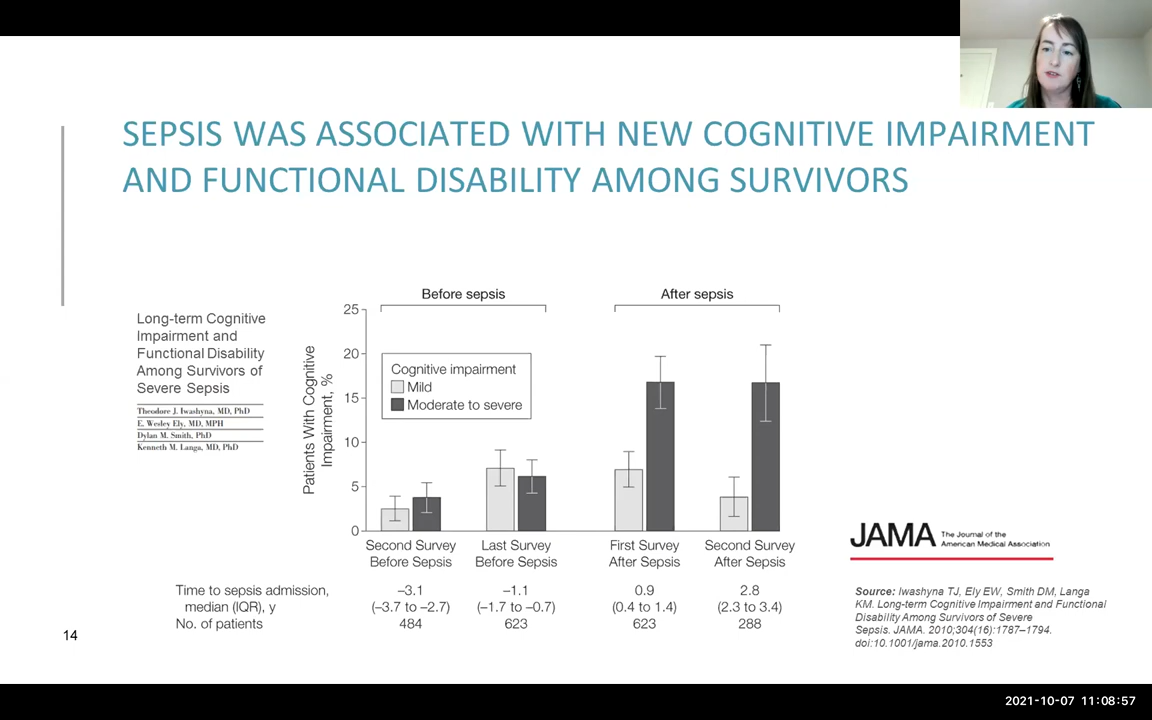 SEPSIS WAS ASSOCIATED WITH NEW COGNITIVE IMPAIRMENT
AND FUNCTIONAL DISABILITY AMONG SURVIVORS
Long-term Cognitive
Impairment and
Functional Disability
Among Survivors of
Severe Sepsis
Theodore J. Iwashyna, MD, PhD
E. Wesley Ely, MD, MPH
Dylan M. Smith, PhD
Kenneth M. Langa, MD, PhD
Before sepsis
After sepsis
Patients With Cognitive
Impairment, %
25
20
15
10
5
0
Cognitive impairment
Mild
Moderate to severe
Second Survey
Before Sepsis
Last Survey
Before Sepsis
First Survey
After Sepsis
Second Survey
After Sepsis
Time to sepsis admission,
median (IQR), y
–3.1
(–3.7 to –2.7)
–1.1
(–1.7 to –0.7)
0.9
(0.4 to 1.4)
2.8
(2.3 to 3.4)
No. of patients
484
623
623
288
JAMA The Journal of the
American Medical Association
Source: Iwashyna TJ, Ely EW, Smith DM, Langa
KM. Long-term Cognitive Impairment and Functional
Disability Among Survivors of Severe
Sepsis. JAMA. 2010;304(16):1787–1794.
doi:10.1001/jama.2010.1553
14
2021-10-07 11:08:57